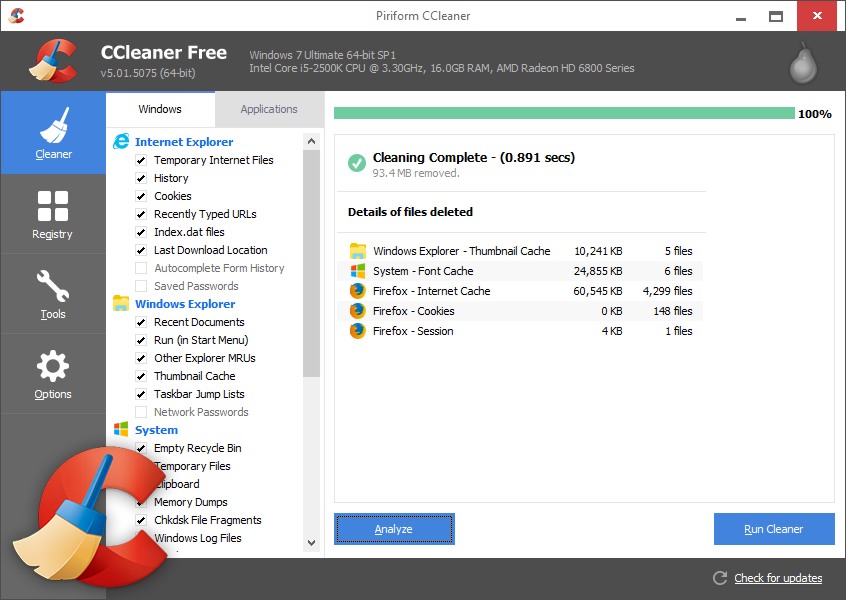 Piriform CCleaner
CCleaner Free
v5.01.5075 (64-bit)
Windows 7 Ultimate 64-bit SP1
Intel Core i5-2500K CPU @ 3.30GHz, 16.0GB RAM, AMD Radeon HD 6800 Series
Cleaner
Registry
Tools
Options
Windows
Applications
Internet Explorer
Temporary Internet Files
History
Cookies
Recently Typed URLs
Index.dat files
Last Download Location
Autocomplete Form History
Saved Passwords
Windows Explorer
Recent Documents
Run (in Start Menu)
Other Explorer MRUs
Thumbnail Cache
Taskbar Jump Lists
Network Passwords
System
Empty Recycle Bin
Temporary Files
lipboard
Memory Dumps
Chkdsk File Fragments
Windows Log Files
100%
Cleaning Complete - (0.891 secs)
93.4 MB removed.
Details of files deleted
Windows Explorer - Thumbnail Cache 10,241 KB 5 files
System - Font Cache 24,855 KB 6 files
Firefox - Internet Cache 60,545 KB 4,299 files
Firefox - Cookies 0 KB 148 files
Firefox - Session 4 KB 1 files
Analyze
Run Cleaner
Check for updates